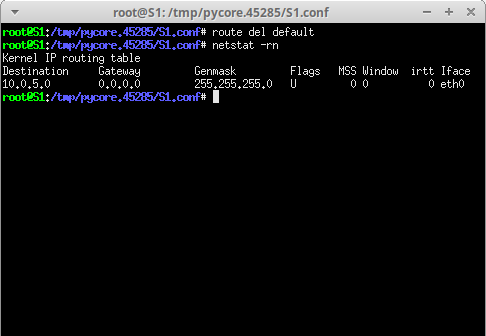 root@S1: /tmp/pycore.45285/S1.conf
root@S1:/tmp/pycore.45285/S1.conf# route del default
root@S1:/tmp/pycore.45285/S1.conf# netstat -rn
Kernel IP routing table
Destination     Gateway         Genmask         Flags   MSS Window  irtt Iface
10.0.5.0        0.0.0.0         255.255.255.0   U         0 0          0 eth0
root@S1:/tmp/pycore.45285/S1.conf#